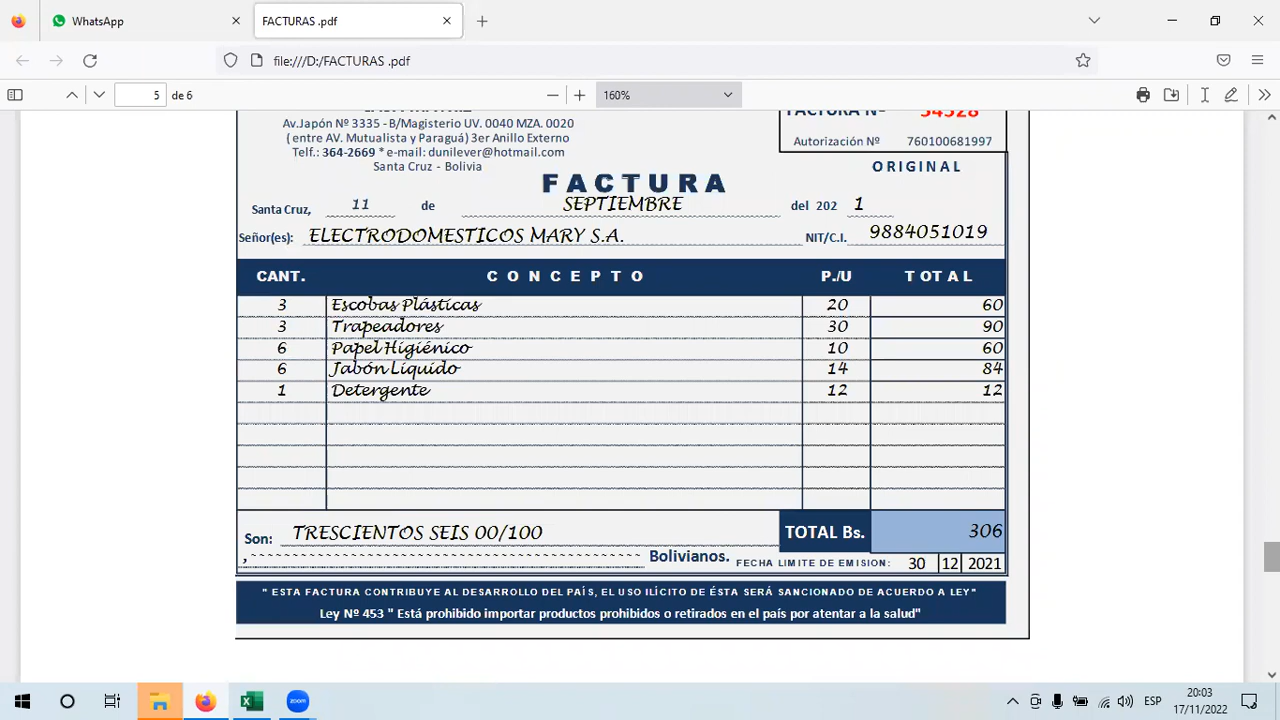 WhatsApp
FACTURAS .pdf
file:///D:/FACTURAS .pdf
5 de 6
160%
Av.Japón Nº 3335 - B/Magisterio UV. 0040 MZA. 0020
( entre AV. Mutualista y Paraguá) 3er Anillo Externo
Telf.: 364-2669 * e-mail: dunilever@hotmail.com
Santa Cruz - Bolivia
FACTURA Nº 34528
Autorización Nº 760100681997
ORIGINAL
FACTURA
Santa Cruz, 11 de SEPTIEMBRE del 202 1
Señor(es): ELECTRODOMESTICOS MARY S.A. NIT/C.I. 9884051019
CANT. CONCEPTO P./U TOTAL
3 Escobas Plásticas 20 60
3 Trapeadores 30 90
6 Papel Higiénico 10 60
6 Jabón Líquido 14 84
1 Detergente 12 12
Son: TRESCIENTOS SEIS 00/100 TOTAL Bs. 306
Bolivianos. FECHA LIMITE DE EMISION: 30 12 2021
" ESTA FACTURA CONTRIBUYE AL DESARROLLO DEL PAÍS, EL USO ILÍCITO DE ÉSTA SERÁ SANCIONADO DE ACUERDO A LEY"
Ley Nº 453 " Está prohibido importar productos prohibidos o retirados en el país por atentar a la salud"
zoom
ESP
20:03
17/11/2022